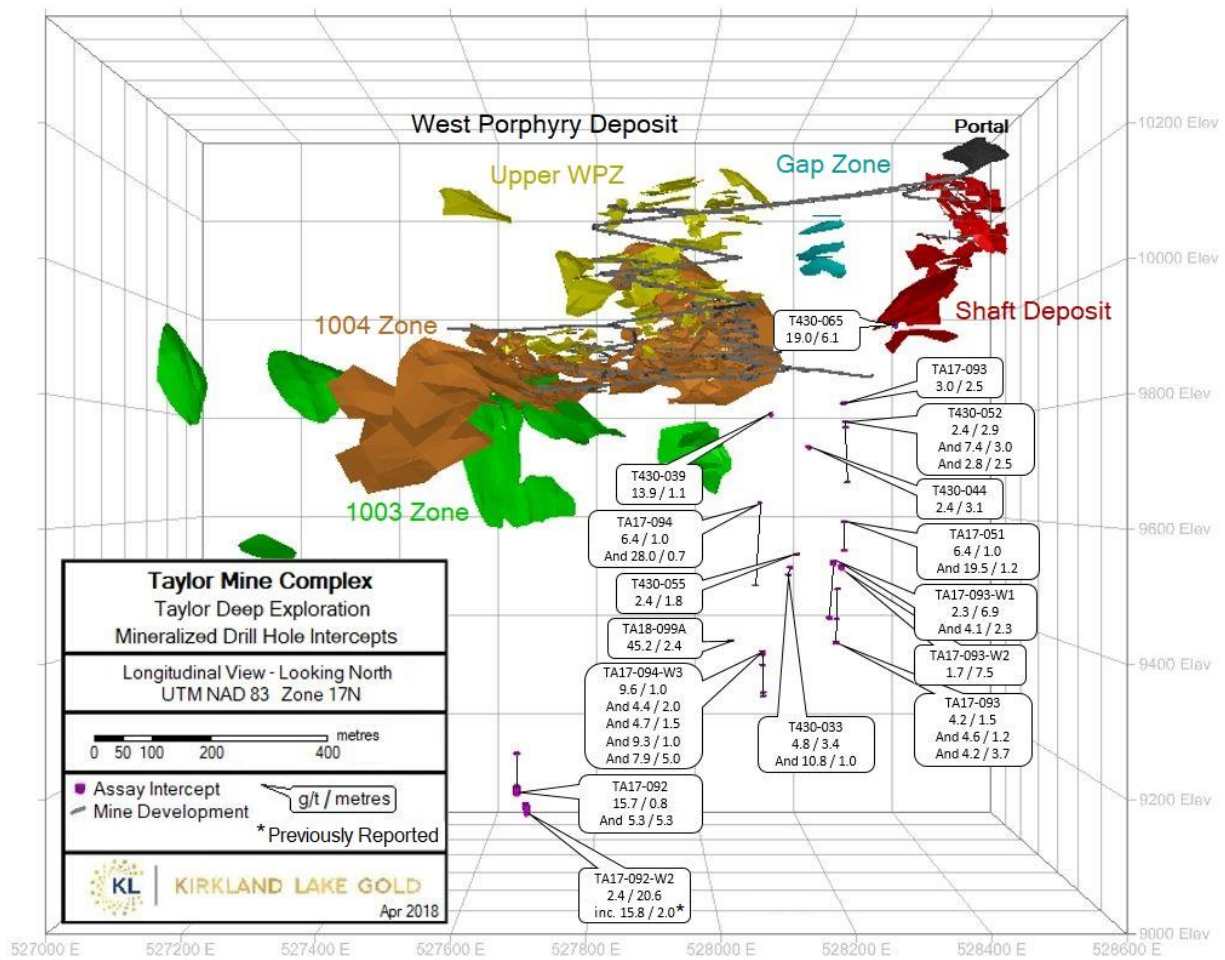 West Porphyry Deposit
Portal
10200 Elev
Gap Zone
Upper WPZ
10000 Elev
1004 Zone
Shaft Deposit
T430-065
19.0 / 6.1
TA17-093
3.0 / 2.5
9800 Elev
T430-052
2.4 / 2.9
And 7.4 / 3.0
And 2.8 / 2.5
T430-039
13.9 / 1.1
T430-044
2.4 / 3.1
1003 Zone
TA17-094
6.4 / 1.0
And 28.0 / 0.7
9600 Elev
TA17-051
6.4 / 1.0
And 19.5 / 1.2
T430-055
2.4 / 1.8
TA17-093-W1
2.3 / 6.9
And 4.1 / 2.3
TA18-099A
45.2 / 2.4
TA17-093-W2
1.7 / 7.5
9400 Elev
TA17-094-W3
9.6 / 1.0
And 4.4 / 2.0
And 4.7 / 1.5
And 9.3 / 1.0
And 7.9 / 5.0
T430-033
4.8 / 3.4
And 10.8 / 1.0
TA17-093
4.2 / 1.5
And 4.6 / 1.2
And 4.2 / 3.7
TA17-092
15.7 / 0.8
And 5.3 / 5.3
9200 Elev
TA17-092-W2
2.4 / 20.6
inc. 15.8 / 2.0*
Taylor Mine Complex
Taylor Deep Exploration
Mineralized Drill Hole Intercepts
Longitudinal View - Looking North
UTM NAD 83 Zone 17N
metres
0 50 100 200 400
Assay Intercept
g/t / metres
Mine Development
*Previously Reported
KL KIRKLAND LAKE GOLD
Apr 2018
9000 Elev
527000 E 527200 E 527400 E 527600 E 527800 E 528000 E 528200 E 528400 E 528600 E